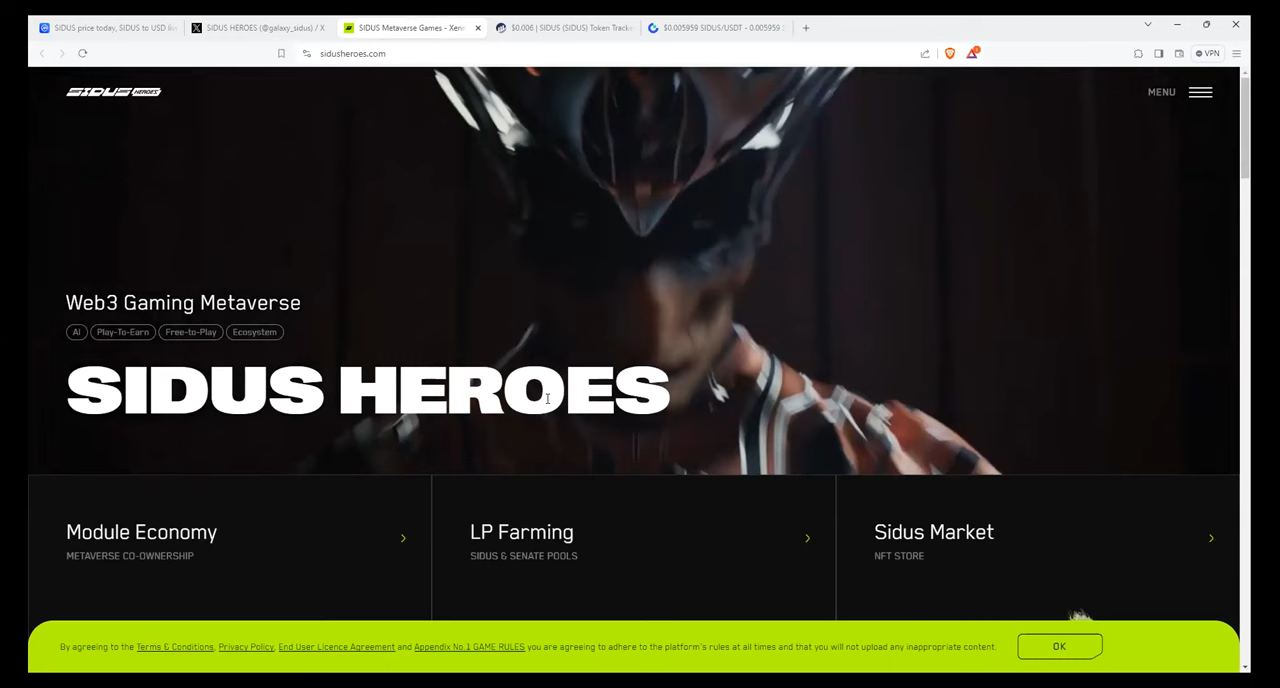 SIDUS price today, SIDUS to USD liv
SIDUS HEROES (@galaxy_sidus) / X
SIDUS Metaverse Games - Xene
$0.006 | SIDUS (SIDUS) Token Tracke
$0.005959 SIDUS/USDT - 0.005959
sidusheroes.com
VPN
SIDUS HEROES
MENU
Web3 Gaming Metaverse
AI Play-To-Earn Free-to-Play Ecosystem
SIDUS HEROES
Module Economy
METAVERSE CO-OWNERSHIP
LP Farming
SIDUS & SENATE POOLS
Sidus Market
NFT STORE
By agreeing to the Terms & Conditions, Privacy Policy, End User Licence Agreement and Appendix No.1 GAME RULES you are agreeing to adhere to the platform's rules at all times and that you will not upload any inappropriate content.
OK